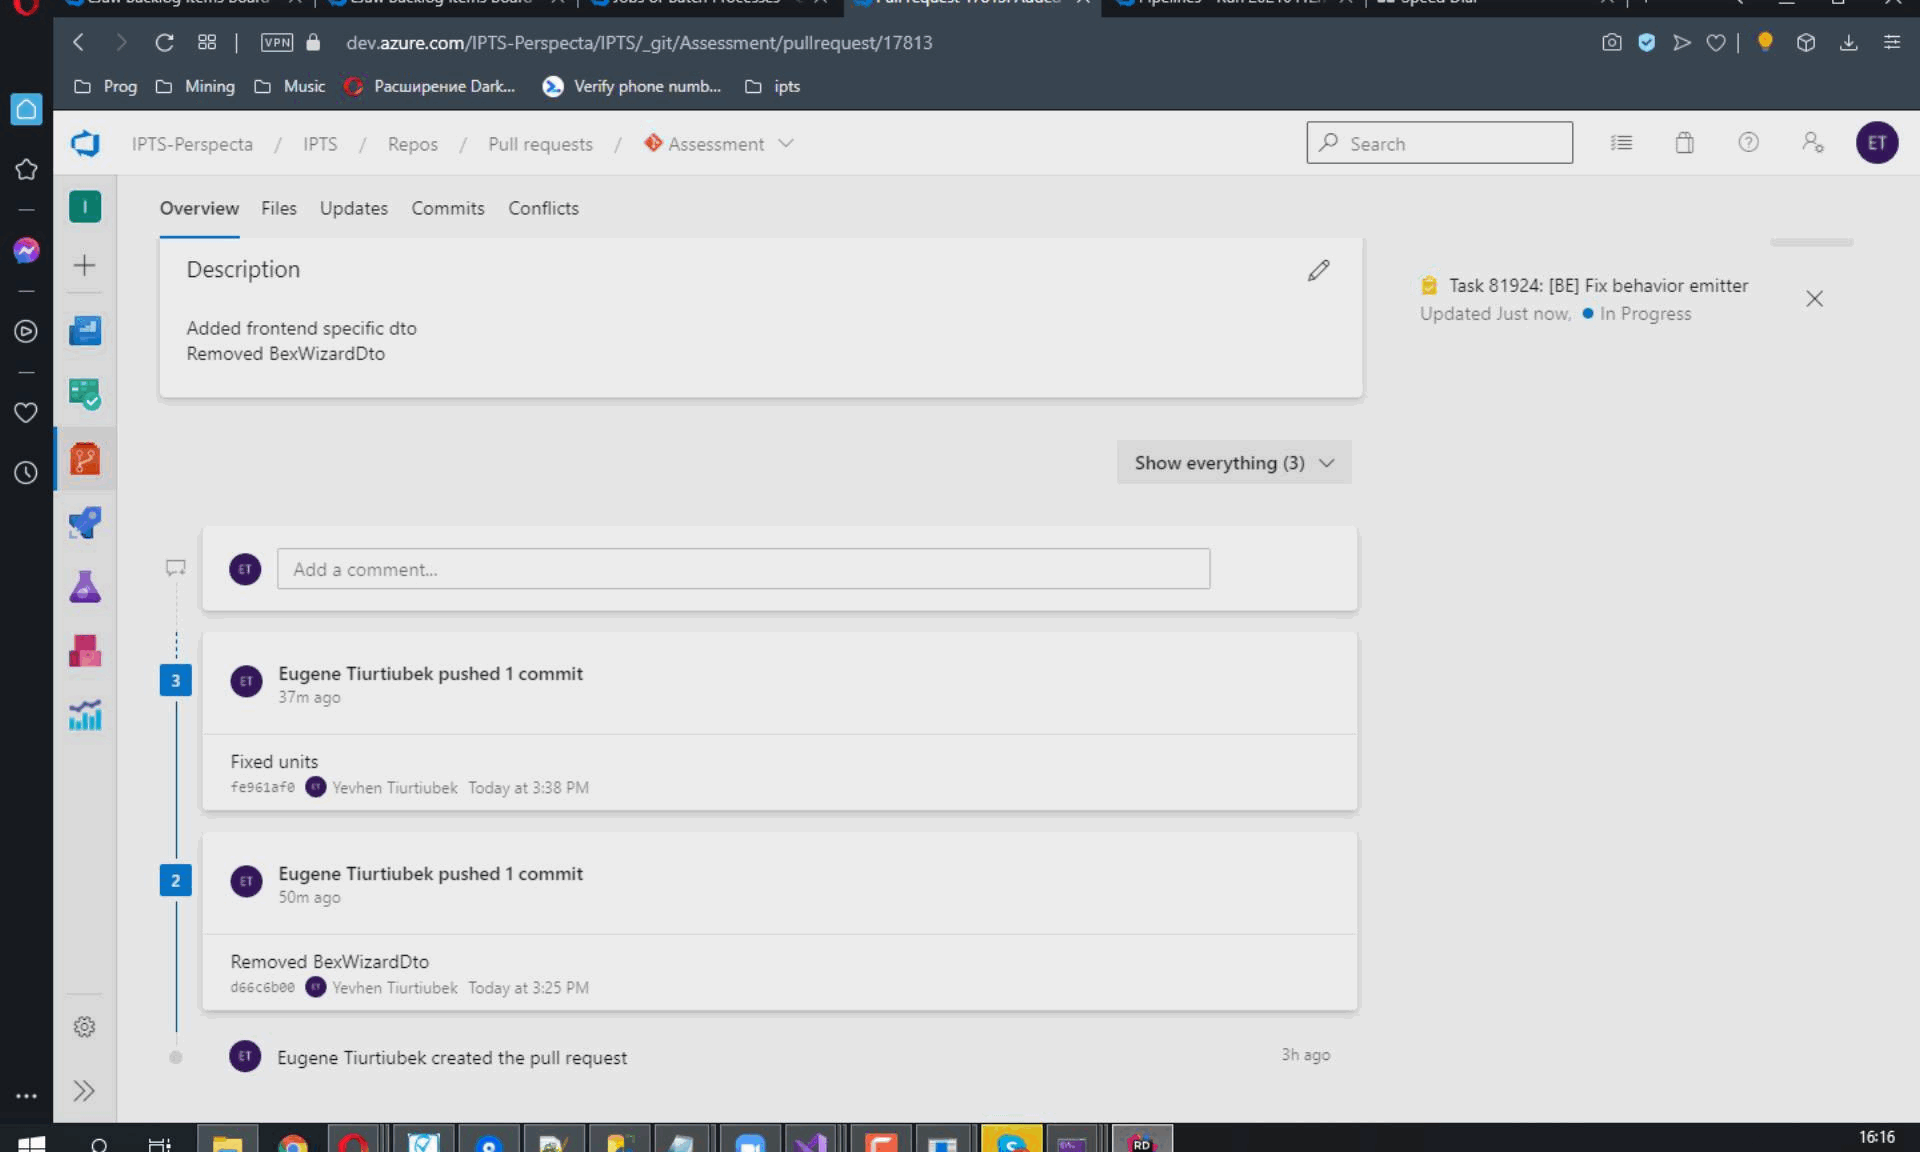 VPN
dev.azure.com/IPTS-Perspecta/IPTS/_git/Assessment/pullrequest/17813
Prog
Mining
Music
Расширение Dark...
Verify phone numb...
ipts
IPTS-Perspecta / IPTS / Repos / Pull requests / Assessment
Search
ET
I
Overview
Files
Updates
Commits
Conflicts
Description
Added frontend specific dto
Removed BexWizardDto
Task 81924: [BE] Fix behavior emitter
Updated Just now, In Progress
Show everything (3)
ET
Add a comment...
3
ET
Eugene Tiurtiubek pushed 1 commit
37m ago
Fixed units
fe961af0 Yevhen Tiurtiubek Today at 3:38 PM
2
ET
Eugene Tiurtiubek pushed 1 commit
50m ago
Removed BexWizardDto
d66c6b00 Yevhen Tiurtiubek Today at 3:25 PM
ET
Eugene Tiurtiubek created the pull request
3h ago
RD
16:16